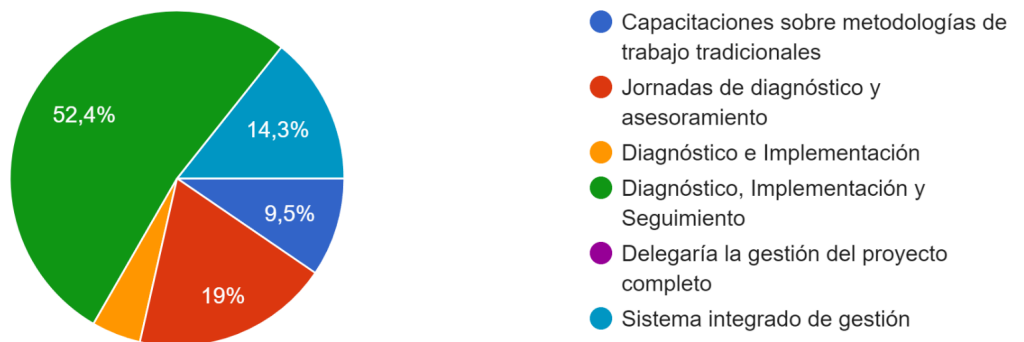 52,4%
14,3%
9,5%
19%
Capacitaciones sobre metodologías de
trabajo tradicionales
Jornadas de diagnóstico y
asesoramiento
Diagnóstico e Implementación
Diagnóstico, Implementación y
Seguimiento
Delegaría la gestión del proyecto
completo
Sistema integrado de gestión